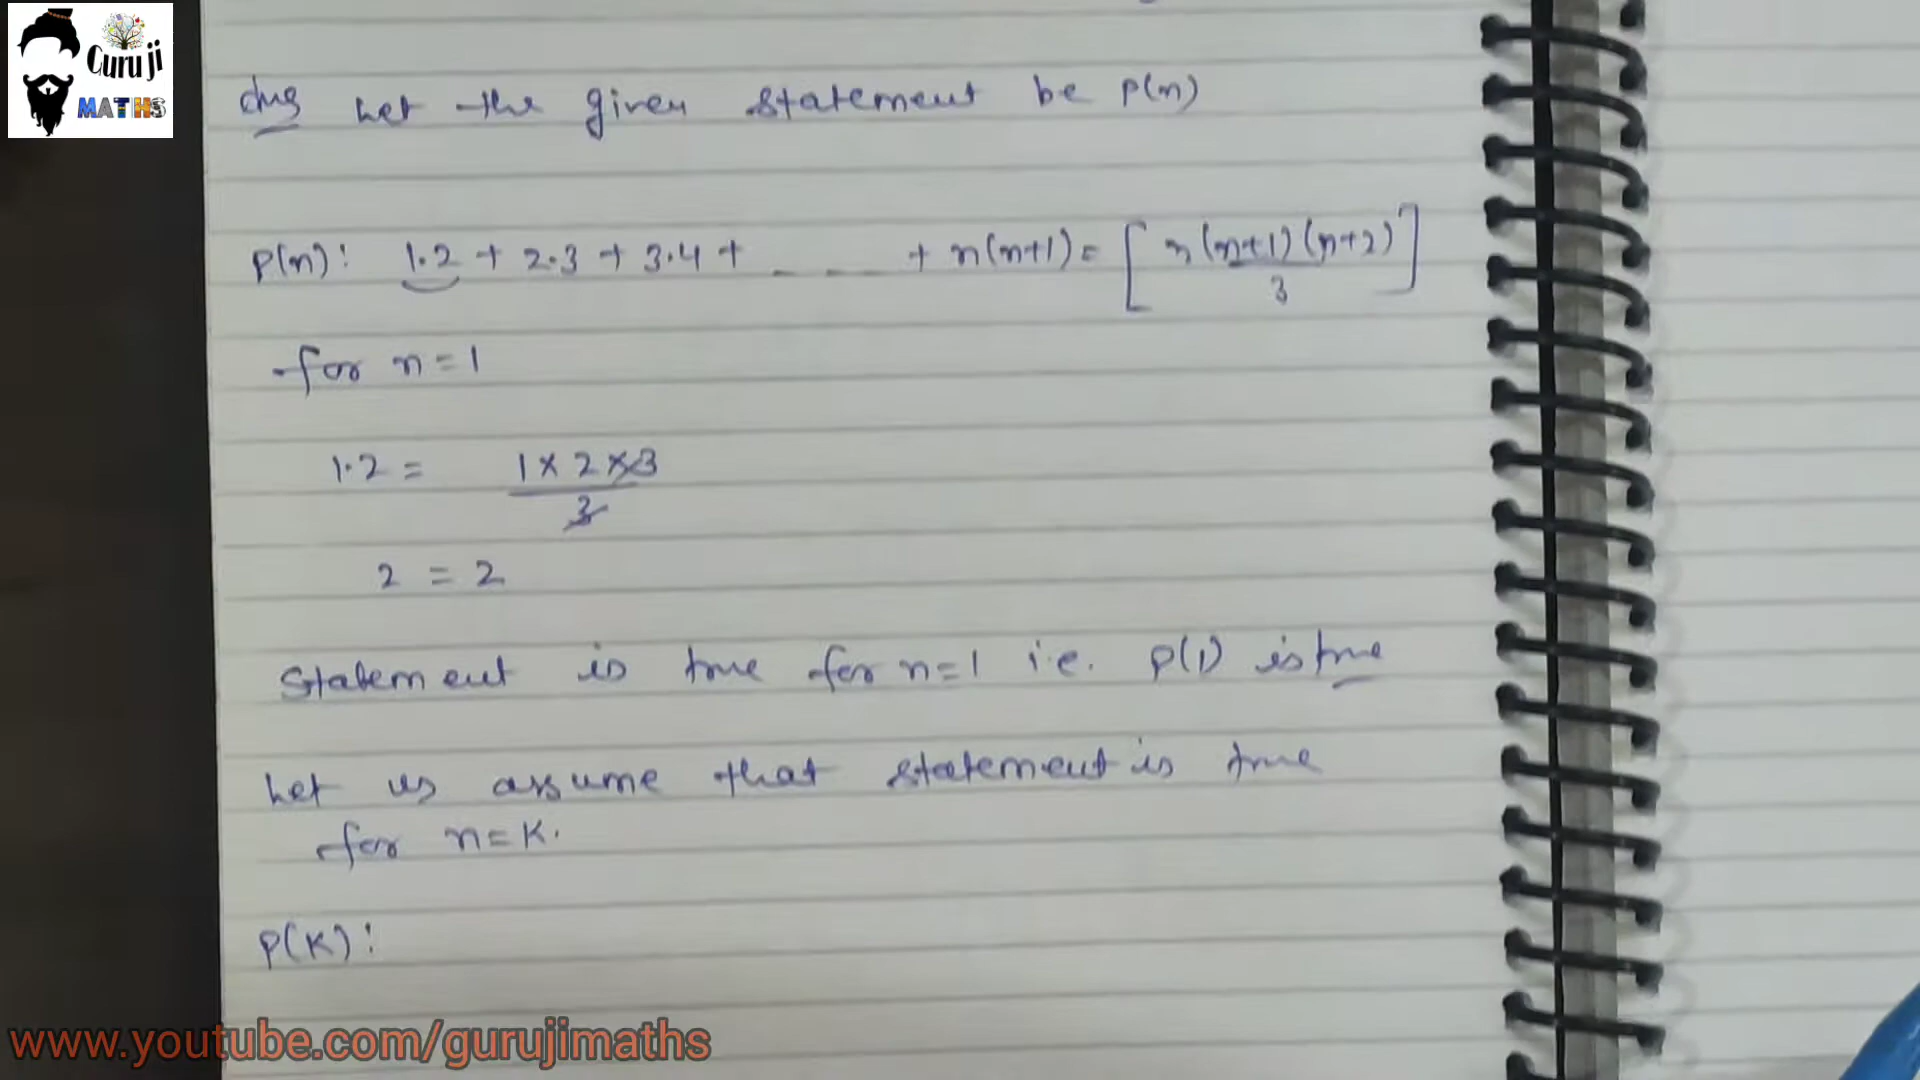 Guru ji
MATHS
Ans Let the given statement be P(n)
P(n): 1·2 + 2·3 + 3·4 + _ _ _ _ + n(n+1) = [ n(n+1)(n+2) / 3 ]
for n=1
1·2 = 1 × 2 × 3 / 3
2 = 2
Statement is true for n=1 i.e. P(1) is true
Let us assume that statement is true
for n=K.
P(K):
www.youtube.com/gurujimaths